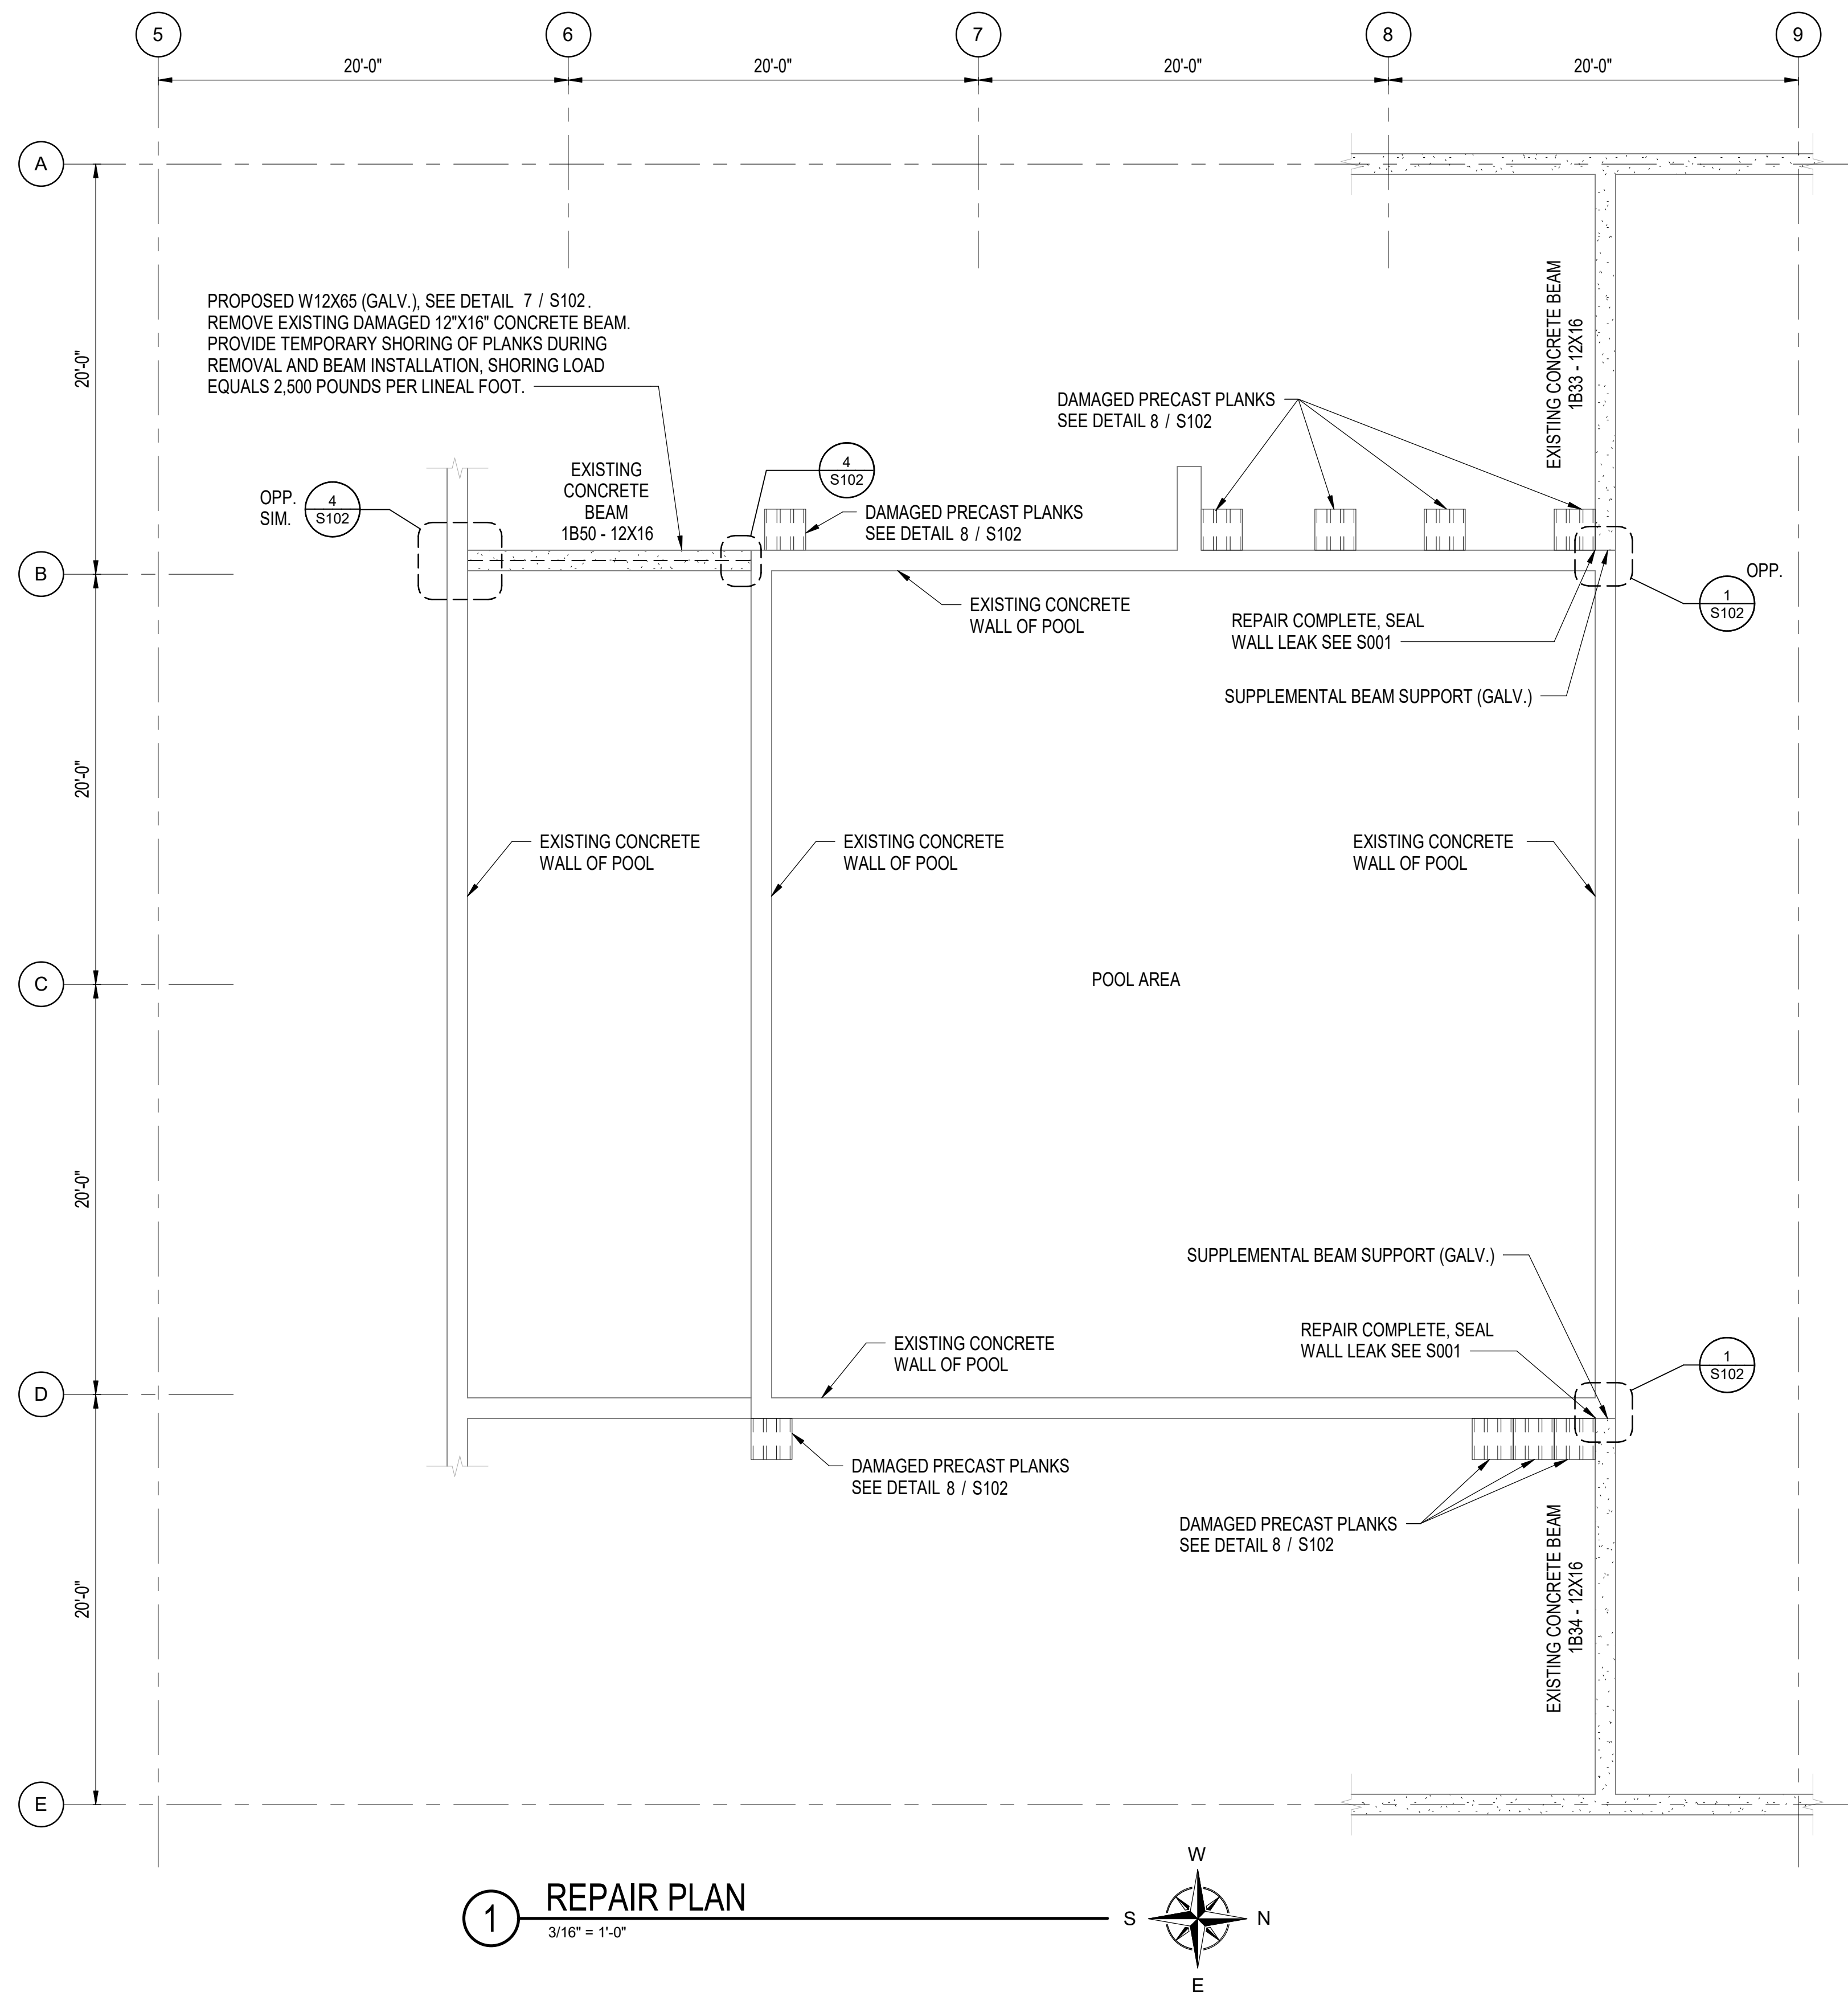 5
6
7
8
9
20'-0"
20'-0"
20'-0"
20'-0"
A
B
C
D
E
20'-0"
20'-0"
20'-0"
20'-0"
PROPOSED W12X65 (GALV.), SEE DETAIL 7 / S102.
REMOVE EXISTING DAMAGED 12"X16" CONCRETE BEAM.
PROVIDE TEMPORARY SHORING OF PLANKS DURING
REMOVAL AND BEAM INSTALLATION, SHORING LOAD
EQUALS 2,500 POUNDS PER LINEAL FOOT.
EXISTING CONCRETE BEAM
1B33 - 12X16
DAMAGED PRECAST PLANKS
SEE DETAIL 8 / S102
OPP.
SIM.
4
S102
EXISTING
CONCRETE
BEAM
1B50 - 12X16
4
S102
DAMAGED PRECAST PLANKS
SEE DETAIL 8 / S102
EXISTING CONCRETE
WALL OF POOL
REPAIR COMPLETE, SEAL
WALL LEAK SEE S001
OPP.
1
S102
SUPPLEMENTAL BEAM SUPPORT (GALV.)
EXISTING CONCRETE
WALL OF POOL
EXISTING CONCRETE
WALL OF POOL
EXISTING CONCRETE
WALL OF POOL
POOL AREA
SUPPLEMENTAL BEAM SUPPORT (GALV.)
EXISTING CONCRETE
WALL OF POOL
REPAIR COMPLETE, SEAL
WALL LEAK SEE S001
1
S102
DAMAGED PRECAST PLANKS
SEE DETAIL 8 / S102
DAMAGED PRECAST PLANKS
SEE DETAIL 8 / S102
EXISTING CONCRETE BEAM
1B34 - 12X16
1
REPAIR PLAN
3/16" = 1'-0"
W
S
N
E